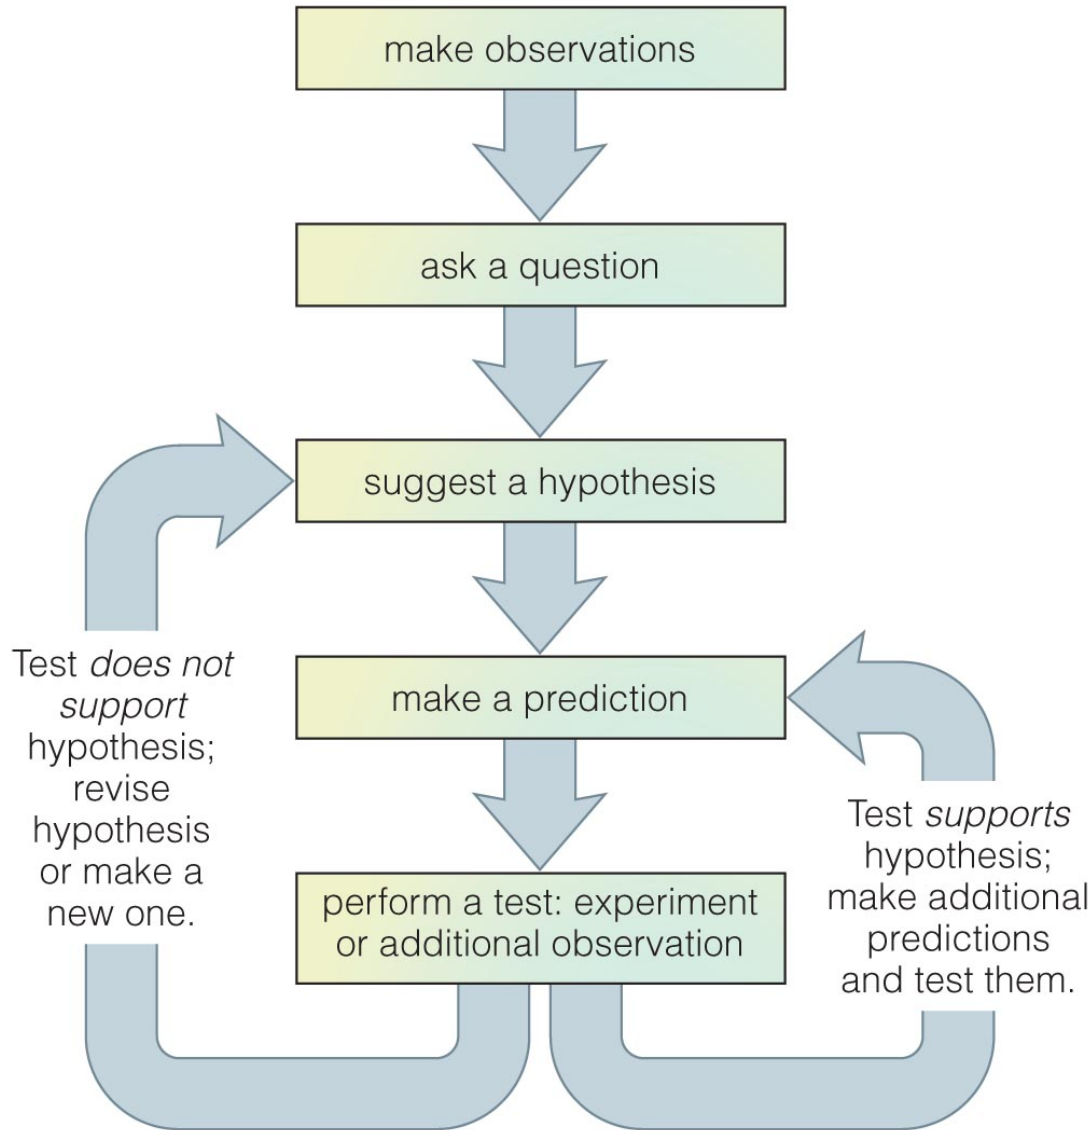 make observations
ask a question
suggest a hypothesis
make a prediction
perform a test: experiment
or additional observation
Test does not
support
hypothesis;
revise
hypothesis
or make a
new one.
Test supports
hypothesis;
make additional
predictions
and test them.